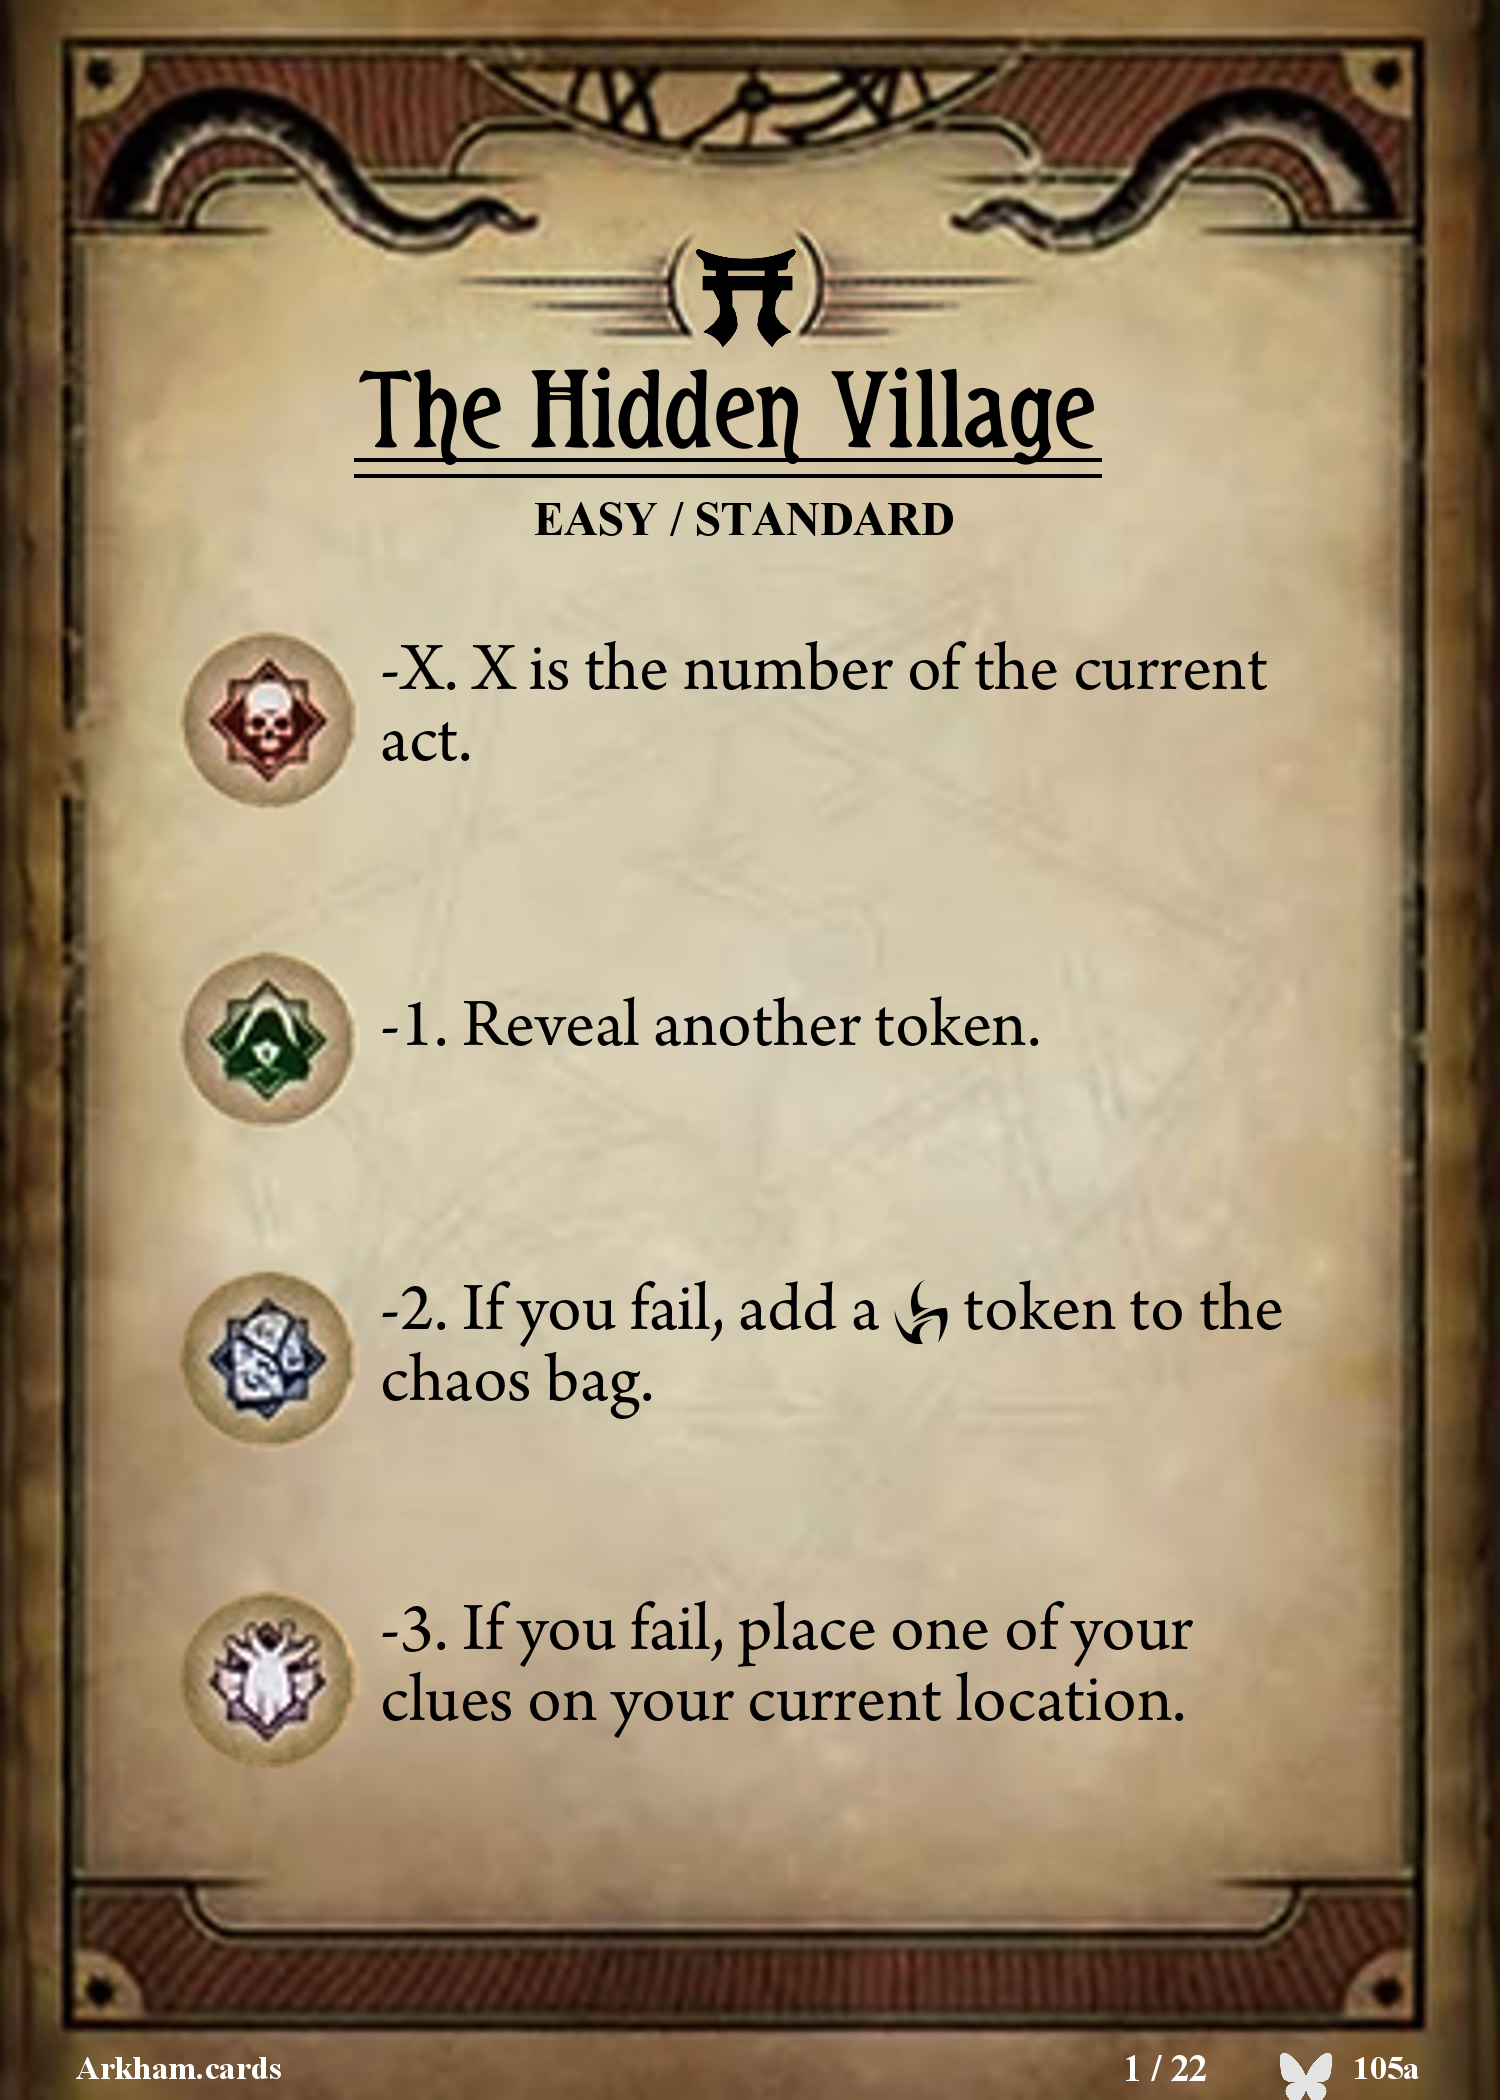 The Hidden Village
EASY / STANDARD
-X. X is the number of the current
act.
-1. Reveal another token.
-2. If you fail, add a token to the
chaos bag.
-3. If you fail, place one of your
clues on your current location.
Arkham.cards
1 / 22
105a